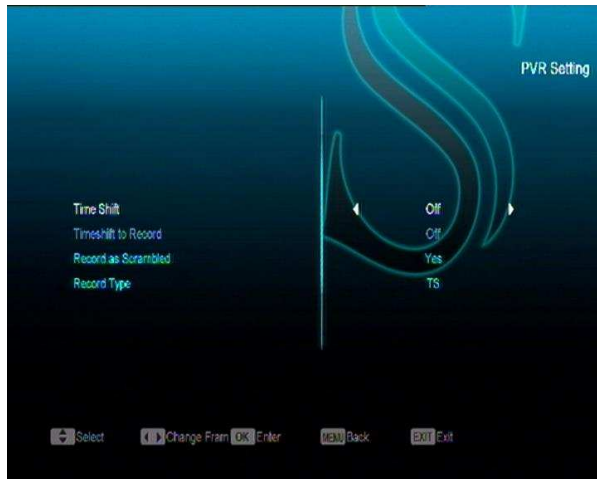 PVR Setting
Time Shift Off
Timeshift to Record Off
Record as Scrambled Yes
Record Type TS
Select Change Fram OK Enter MENU Back EXIT Exit